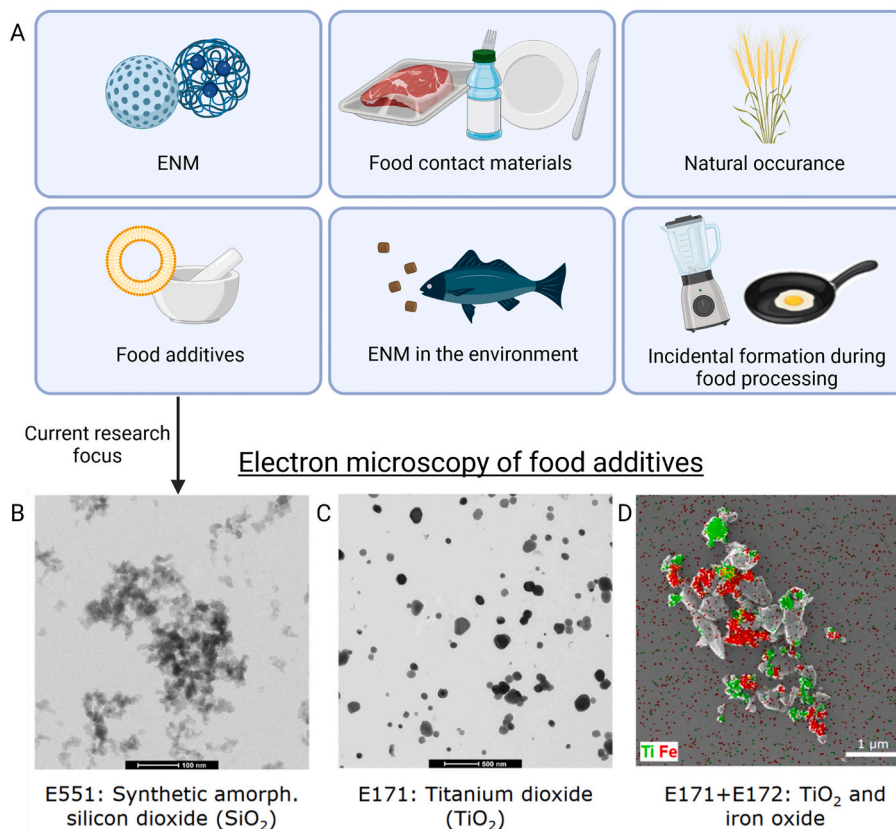 A
ENM
Food contact materials
Natural occurance
Food additives
ENM in the environment
Incidental formation during
food processing
Current research
focus
Electron microscopy of food additives
B
C
D
100 nm
500 nm
Ti Fe
1 µm
E551: Synthetic amorph.
silicon dioxide (SiO₂)
E171: Titanium dioxide
(TiO₂)
E171+E172: TiO₂ and
iron oxide